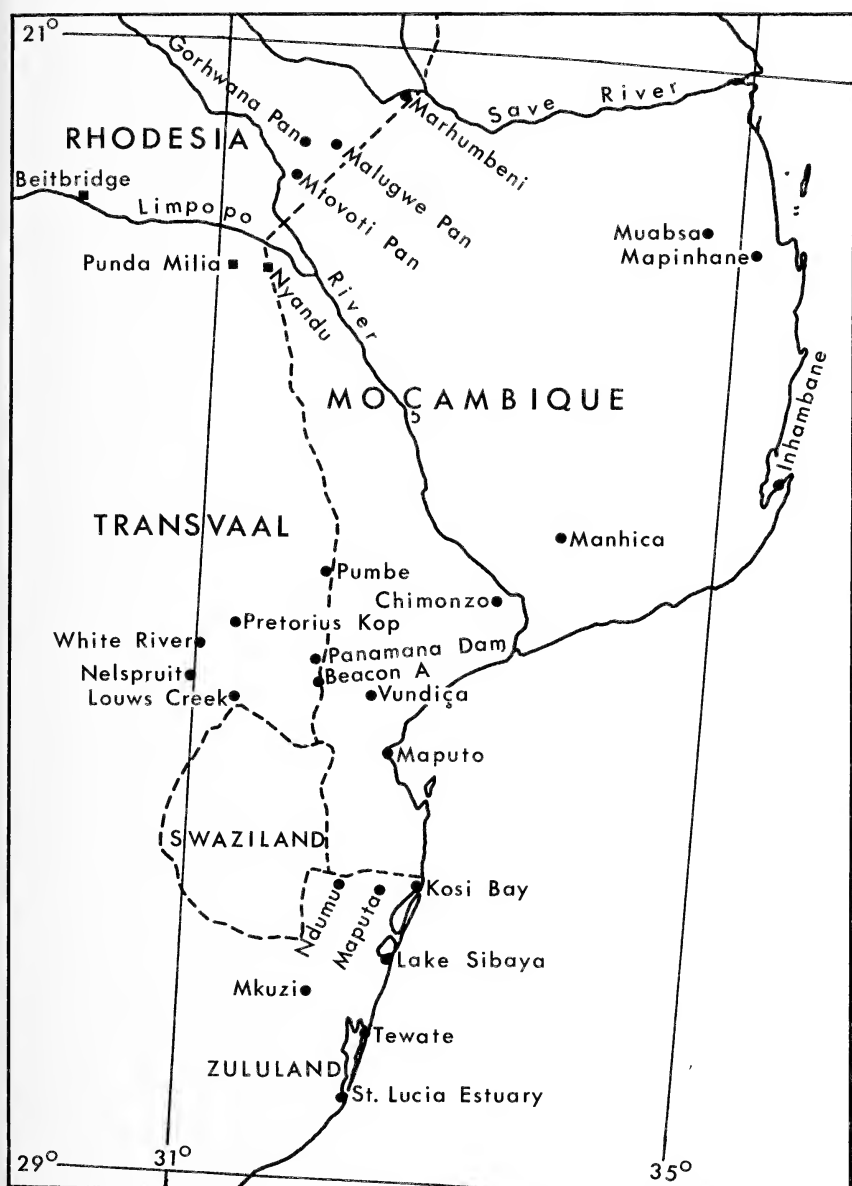 21°
Gorhwana Pan
Marhumbeni
Save River
RHODESIA
Malugwe Pan
Mtovoti Pan
Beitbridge
Limpopo River
Muabsa
Mapinhane
Punda Milia
Nyandu
MOÇAMBIQUE
Inhambane
TRANSVAAL
Manhica
Pumbe
Chimonzo
Pretorius Kop
White River
Panamana Dam
Nelspruit
Beacon A
Louws Creek
Vundiça
Maputo
SWAZILAND
Ndumu
Maputa
Kosi Bay
Lake Sibaya
Mkuzi
Tewate
ZULULAND
St. Lucia Estuary
29°
31°
35°